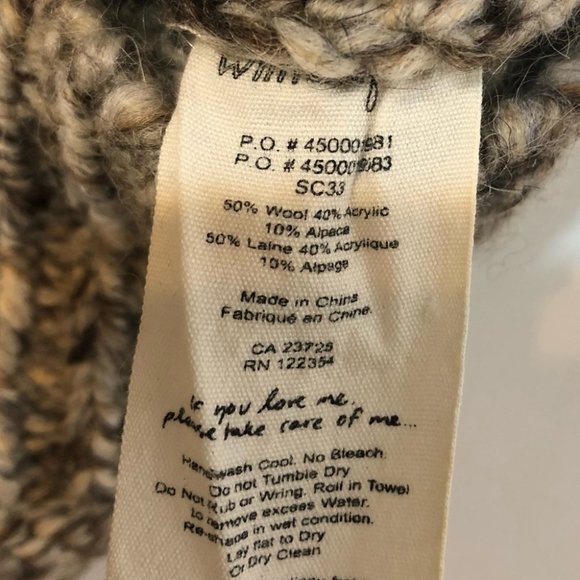 P.O. # 450001981
P.O. # 450001983
SC33
50% Wool 40% Acrylic
10% Alpaca
50% Laine 40% Acrylique
10% Alpage
Made in China
Fabriqué en Chine
CA 23725
RN 122354
if you love me,
please take care of me...
Handwash Cool. No Bleach.
Do not Tumble Dry
Do Not Rub or Wring. Roll in Towel
to remove excess Water.
Re-shape in wet condition.
Lay flat to Dry
Or Dry Clean